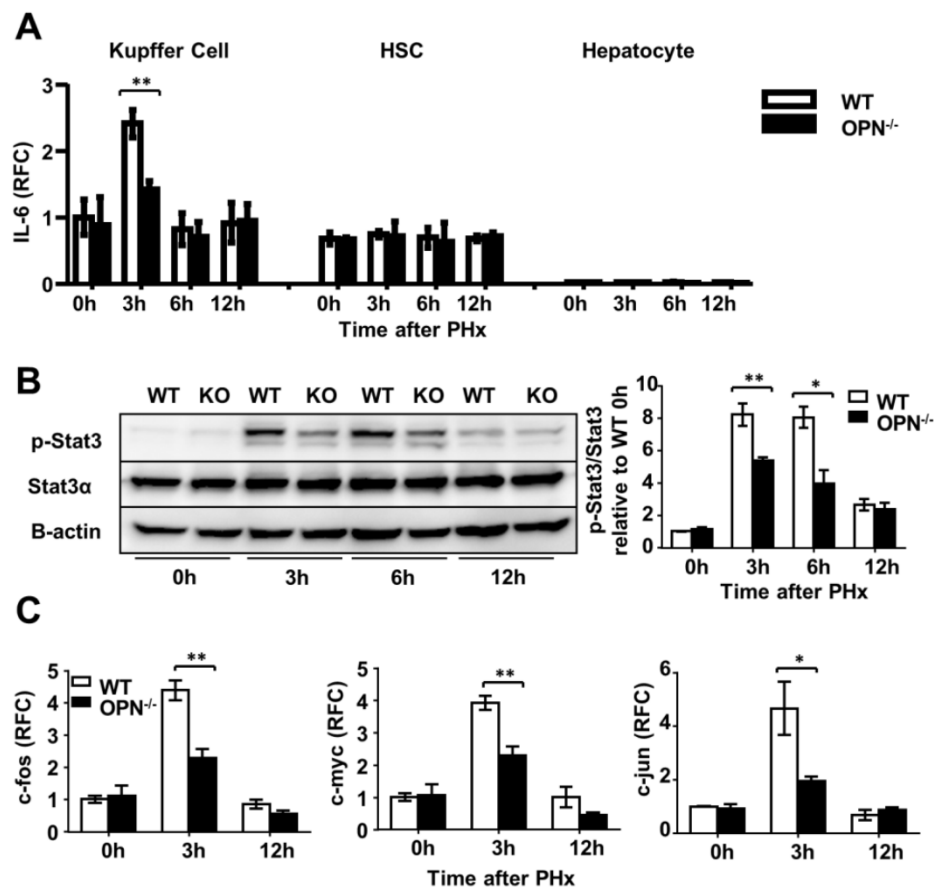 A
Kupffer Cell HSC Hepatocyte
WT
OPN-/-
IL-6 (RFC)
3
2
1
0
**
0h 3h 6h 12h 0h 3h 6h 12h 0h 3h 6h 12h
Time after PHx
B
WT KO WT KO WT KO WT KO
p-Stat3
Stat3α
B-actin
0h 3h 6h 12h
p-Stat3/Stat3
relative to WT 0h
10
8
6
4
2
0
** *
WT
OPN-/-
0h 3h 6h 12h
Time after PHx
C
c-fos (RFC)
5
4
3
2
1
0
WT
OPN-/-
**
0h 3h 12h
c-myc (RFC)
5
4
3
2
1
0
**
0h 3h 12h
c-jun (RFC)
6
4
2
0
*
0h 3h 12h
Time after PHx